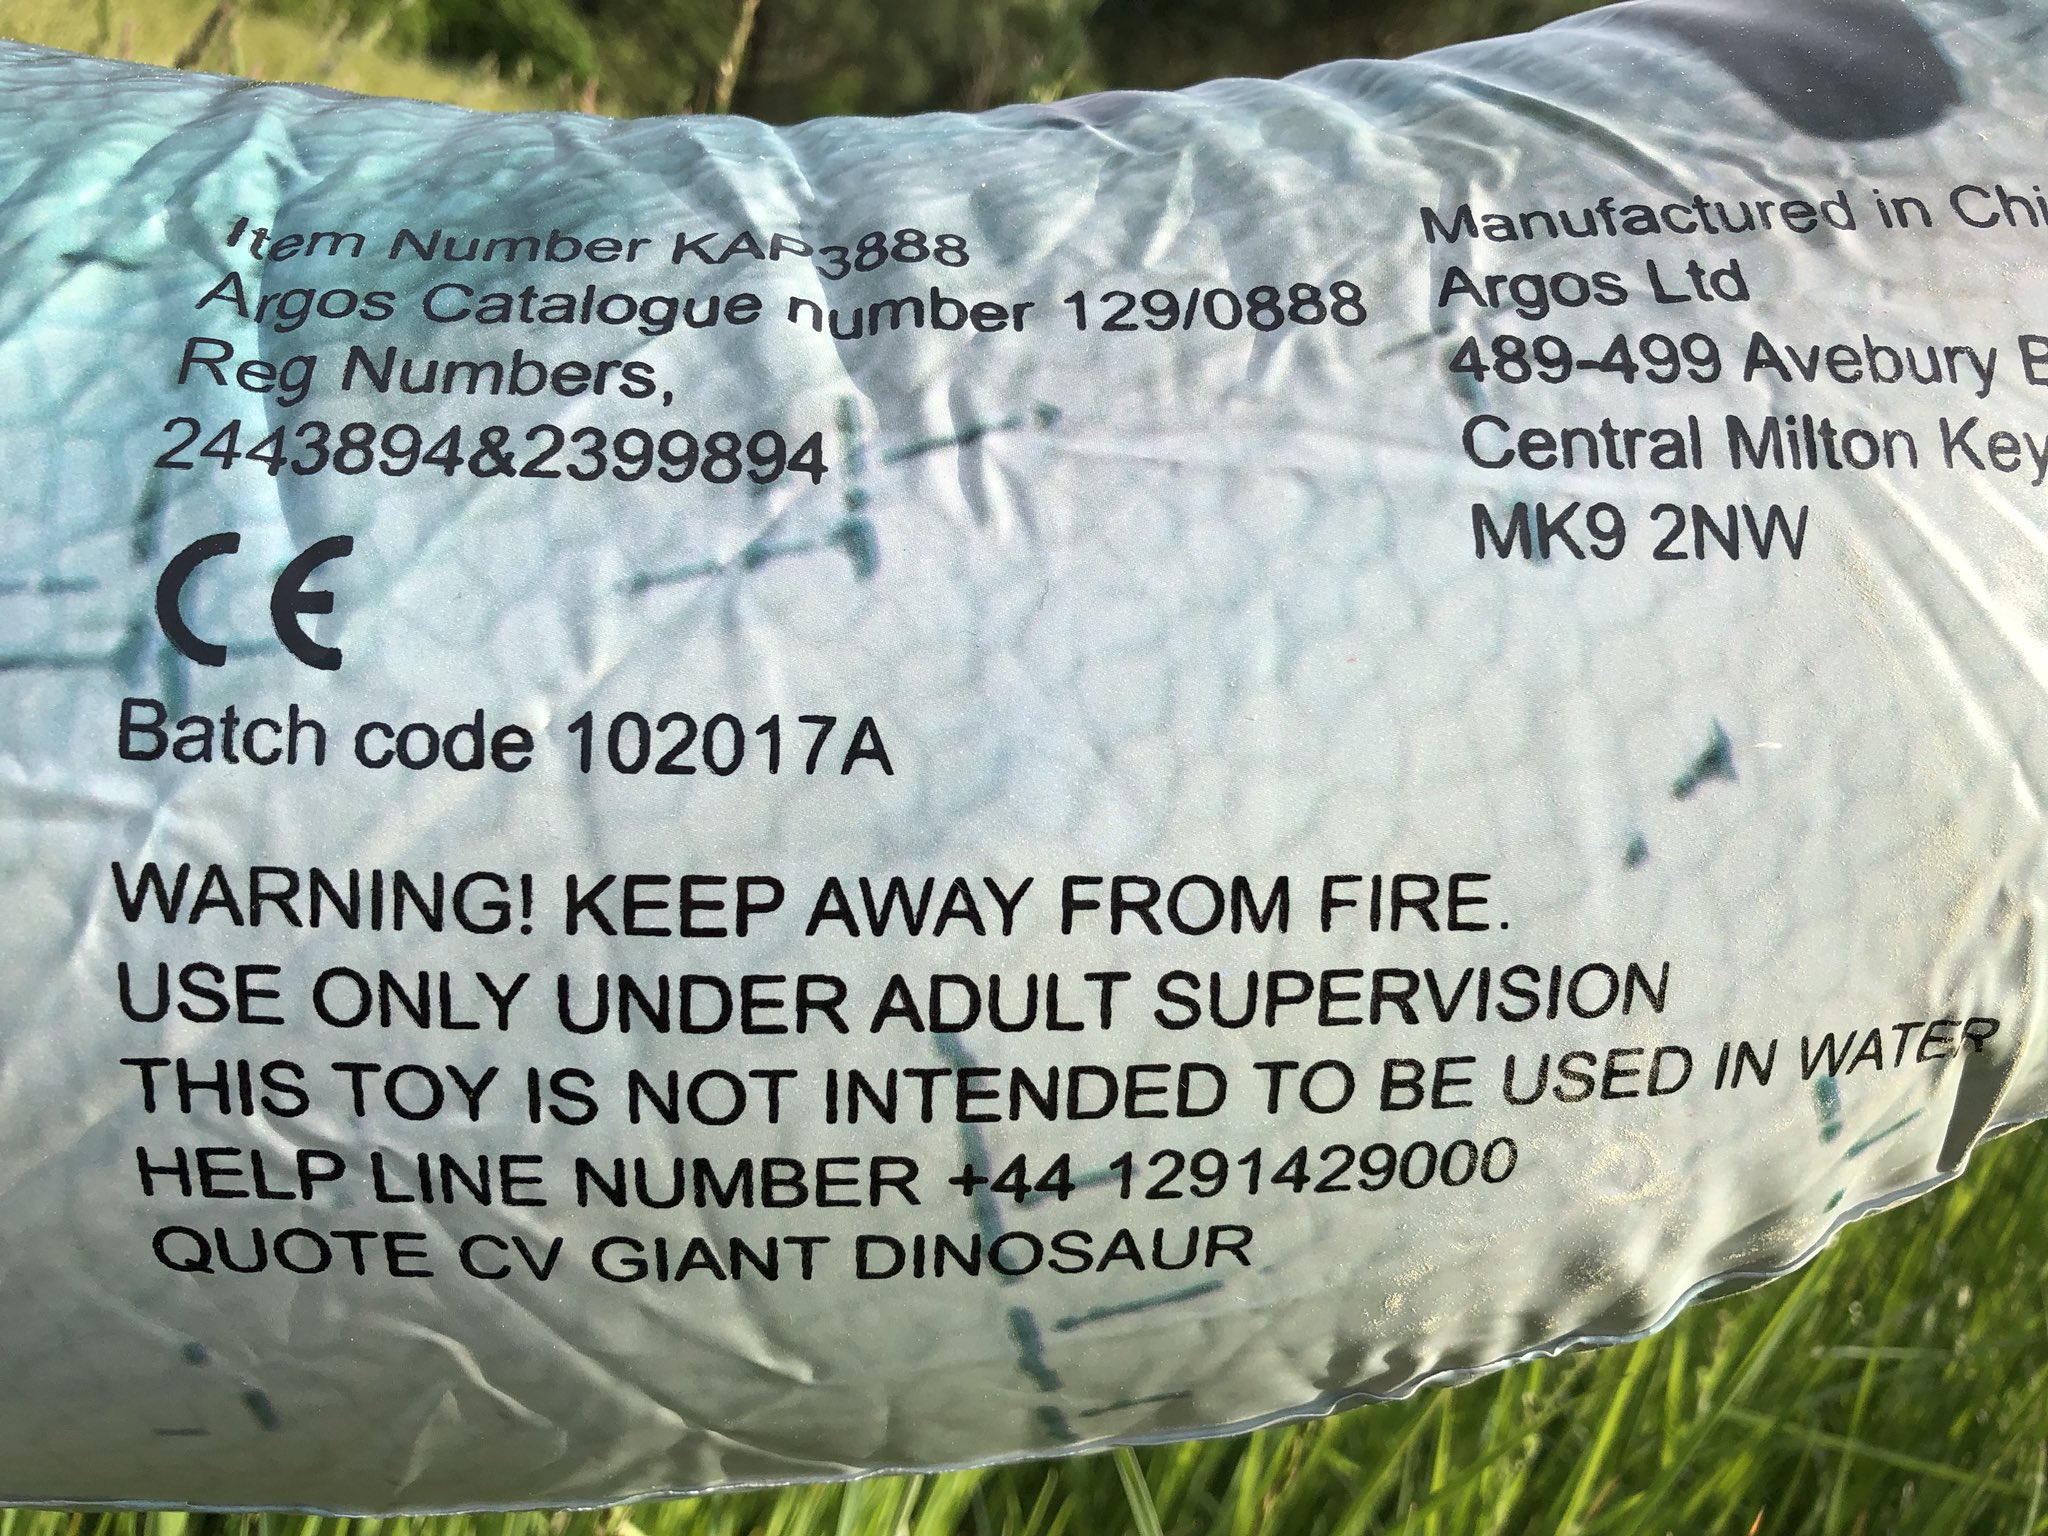 Item Number KAP3888
Argos Catalogue number 129/0888
Reg Numbers,
2443894&2399894
CE
Batch code 102017A
Manufactured in Chi
Argos Ltd
489-499 Avebury B
Central Milton Key
MK9 2NW
WARNING! KEEP AWAY FROM FIRE.
USE ONLY UNDER ADULT SUPERVISION
THIS TOY IS NOT INTENDED TO BE USED IN WATER
HELP LINE NUMBER +44 1291429000
QUOTE CV GIANT DINOSAUR